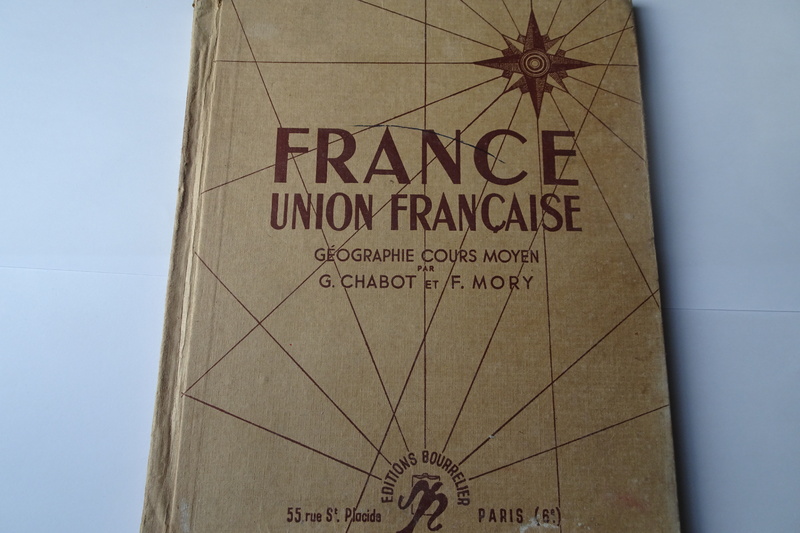 FRANCE
UNION FRANÇAISE
GÉOGRAPHIE COURS MOYEN
PAR
G. CHABOT ET F. MORY
EDITIONS BOURRELIER
55 rue St. Placide PARIS (6e)